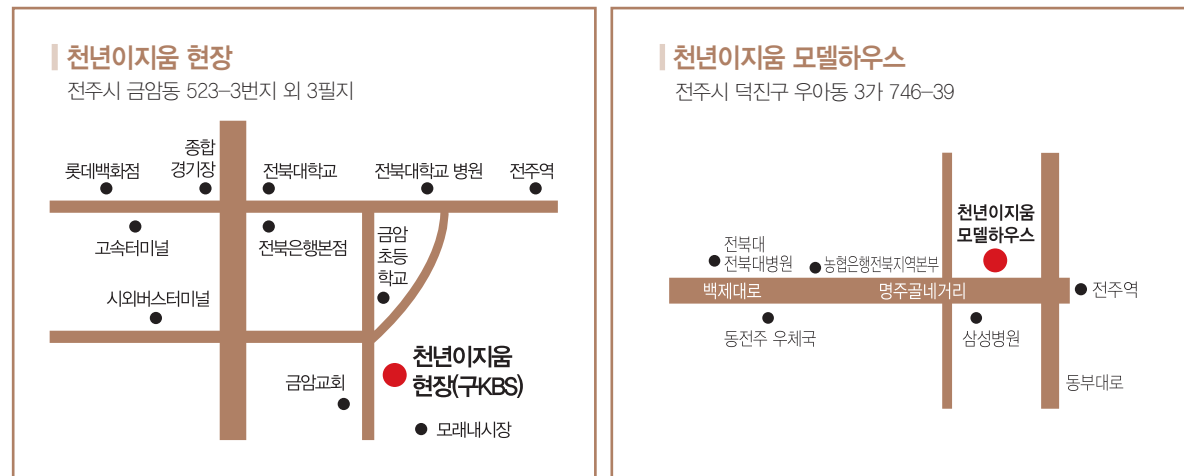 천년이지움 현장
전주시 금암동 523-3번지 외 3필지
종합
경기장
롯데백화점
전북대학교
전북대학교 병원
전주역
고속터미널
전북은행본점
금암
초등
학교
시외버스터미널
천년이지움
현장(구KBS)
금암교회
모래내시장
천년이지움 모델하우스
전주시 덕진구 우아동 3가 746-39
천년이지움
모델하우스
전북대
전북대병원
농협은행전북지역본부
백제대로
명주골네거리
전주역
동전주 우체국
삼성병원
동부대로